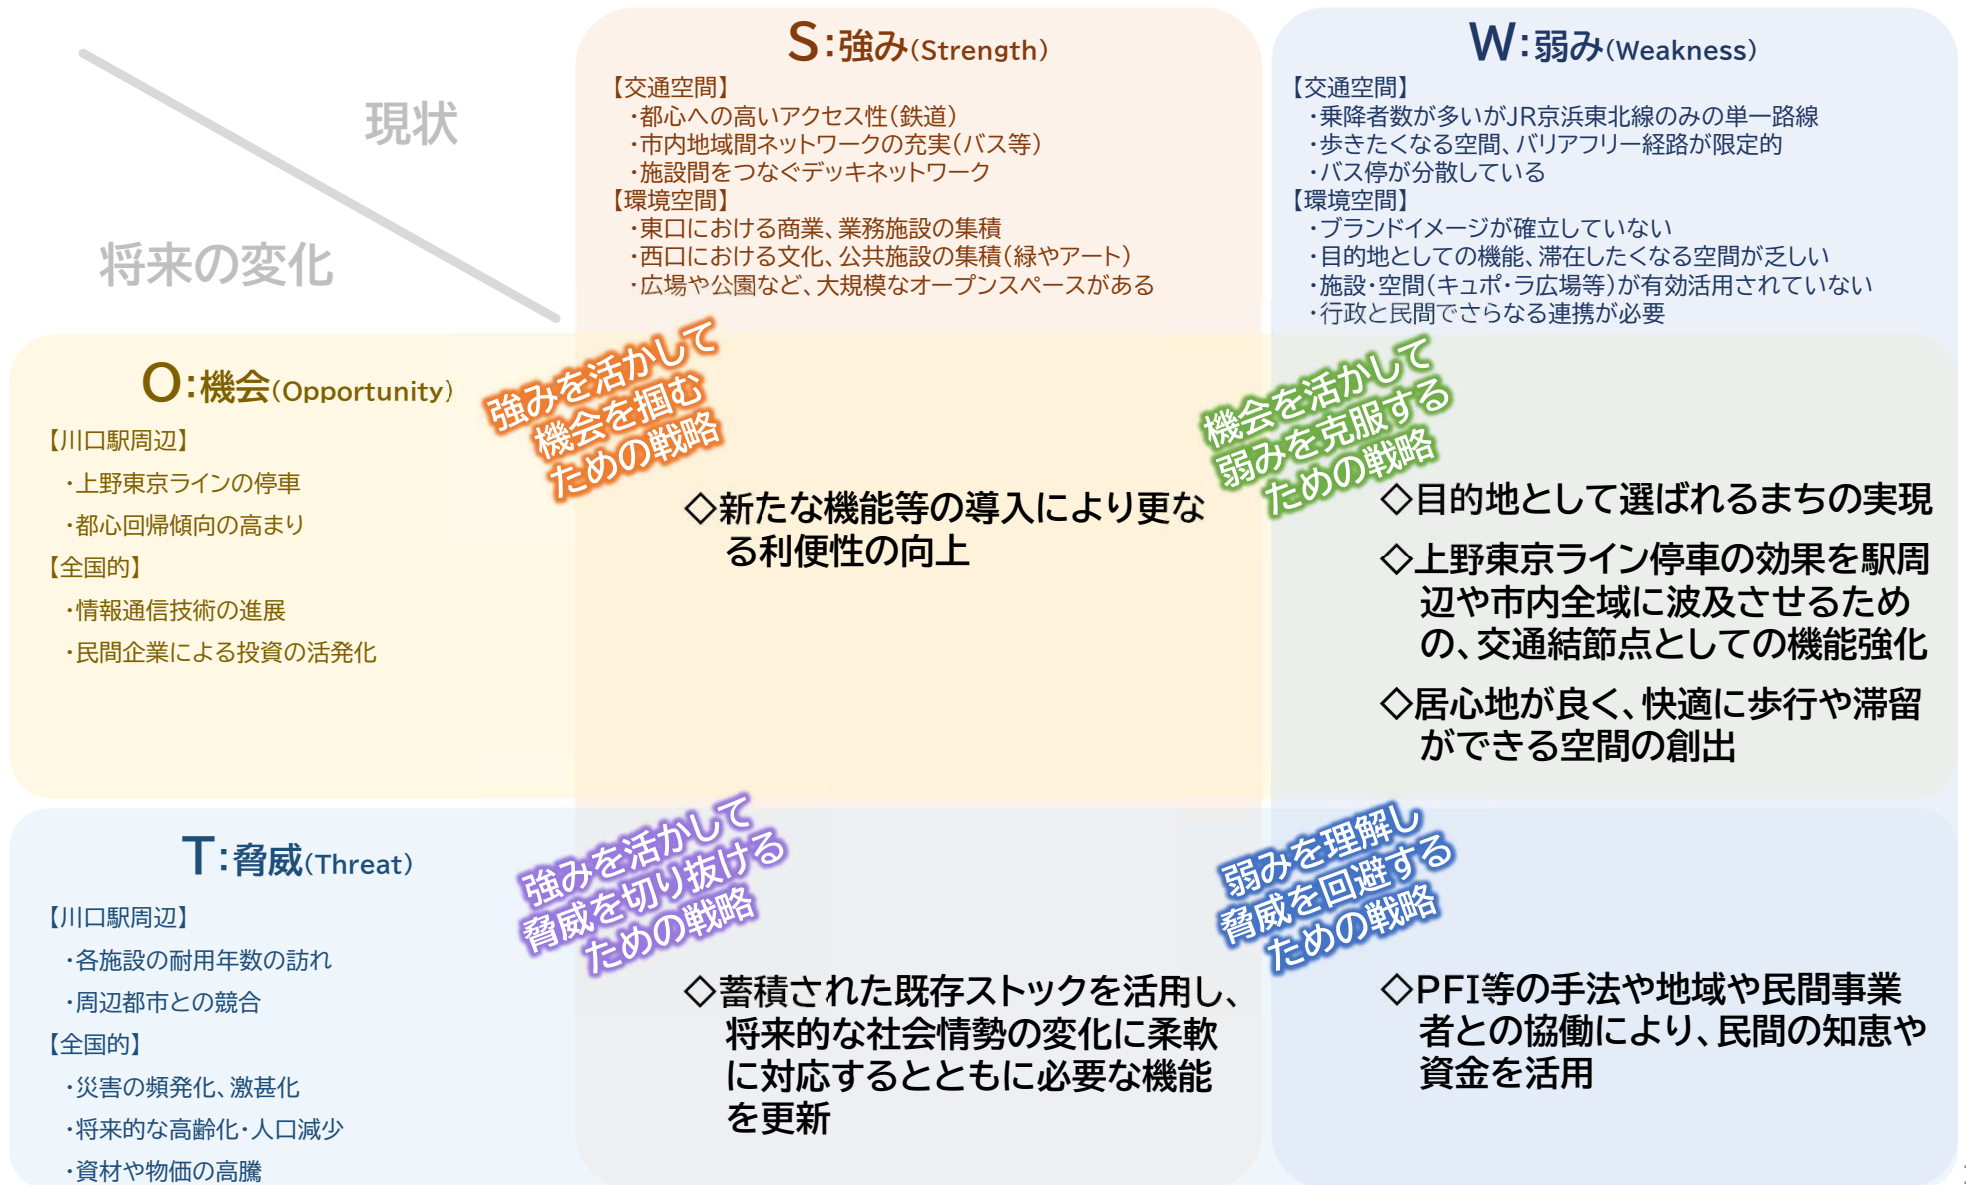 現状
将来の変化
S:強み(Strength)
【交通空間】
・都心への高いアクセス性(鉄道)
・市内地域間ネットワークの充実(バス等)
・施設間をつなぐデッキネットワーク
【環境空間】
・東口における商業、業務施設の集積
・西口における文化、公共施設の集積(緑やアート)
・広場や公園など、大規模なオープンスペースがある
W:弱み(Weakness)
【交通空間】
・乗降者数が多いがJR京浜東北線のみの単一路線
・歩きたくなる空間、バリアフリー経路が限定的
・バス停が分散している
【環境空間】
・ブランドイメージが確立していない
・目的地としての機能、滞在したくなる空間が乏しい
・施設・空間(キュポ・ラ広場等)が有効活用されていない
・行政と民間でさらなる連携が必要
O:機会(Opportunity)
【川口駅周辺】
・上野東京ラインの停車
・都心回帰傾向の高まり
【全国的】
・情報通信技術の進展
・民間企業による投資の活発化
強みを活かして
機会を掴む
ための戦略
◇新たな機能等の導入により更な
る利便性の向上
機会を活かして
弱みを克服する
ための戦略
◇目的地として選ばれるまちの実現
◇上野東京ライン停車の効果を駅周
辺や市内全域に波及させるため
の、交通結節点としての機能強化
◇居心地が良く、快適に歩行や滞留
ができる空間の創出
T:脅威(Threat)
【川口駅周辺】
・各施設の耐用年数の訪れ
・周辺都市との競合
【全国的】
・災害の頻発化、激甚化
・将来的な高齢化・人口減少
・資材や物価の高騰
強みを活かして
脅威を切り抜ける
ための戦略
◇蓄積された既存ストックを活用し、
将来的な社会情勢の変化に柔軟
に対応するとともに必要な機能
を更新
弱みを理解し
脅威を回避する
ための戦略
◇PFI等の手法や地域や民間事業
者との協働により、民間の知恵や
資金を活用